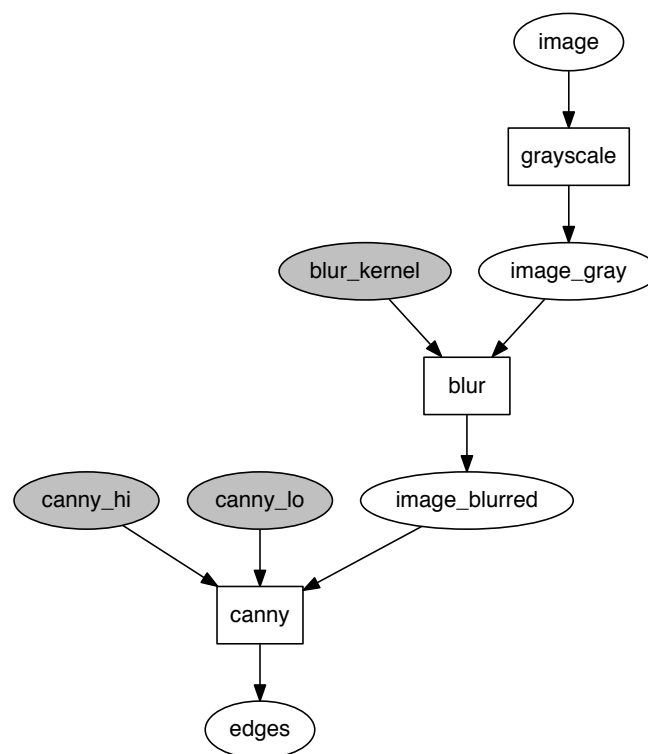 image
grayscale
blur_kernel
image_gray
blur
canny_hi
canny_lo
image_blurred
canny
edges